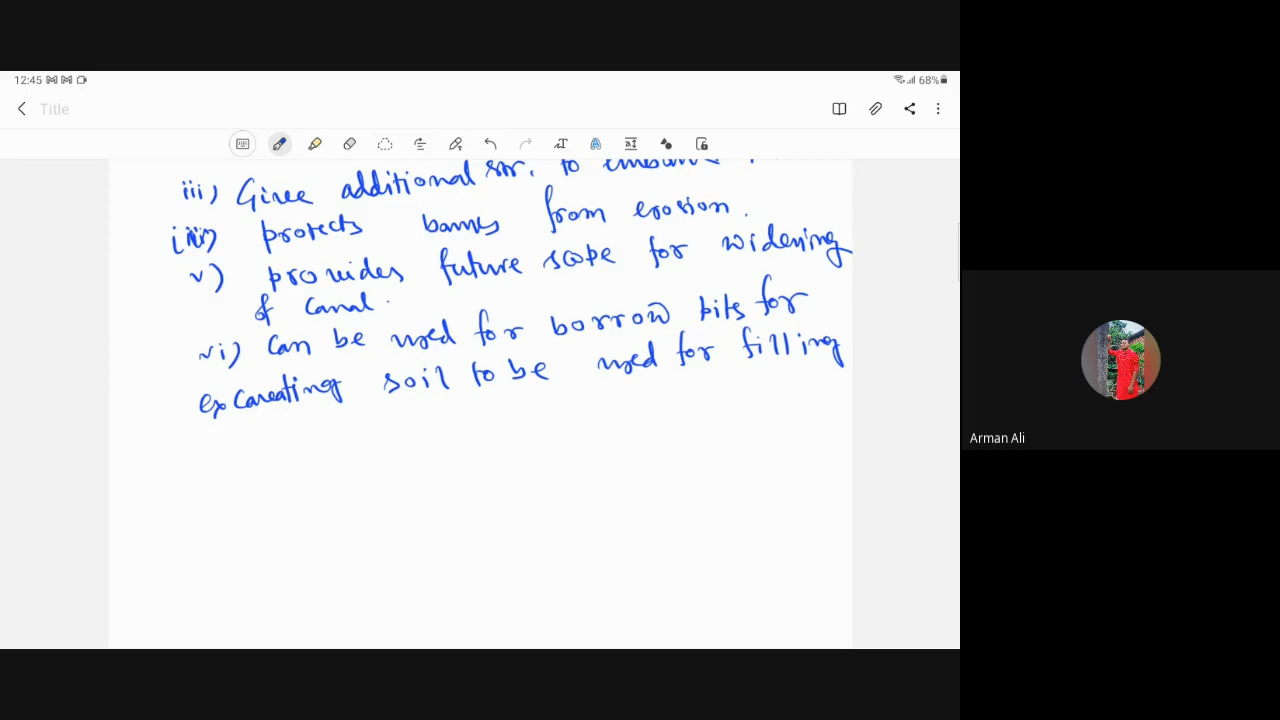 12:45
68%
Title
iii) Give additional str. to
iv) protects banks from erosion.
v) provides future scope for widening
of canal.
vi) can be used for borrow pits for
excavating soil to be used for filling
Arman Ali